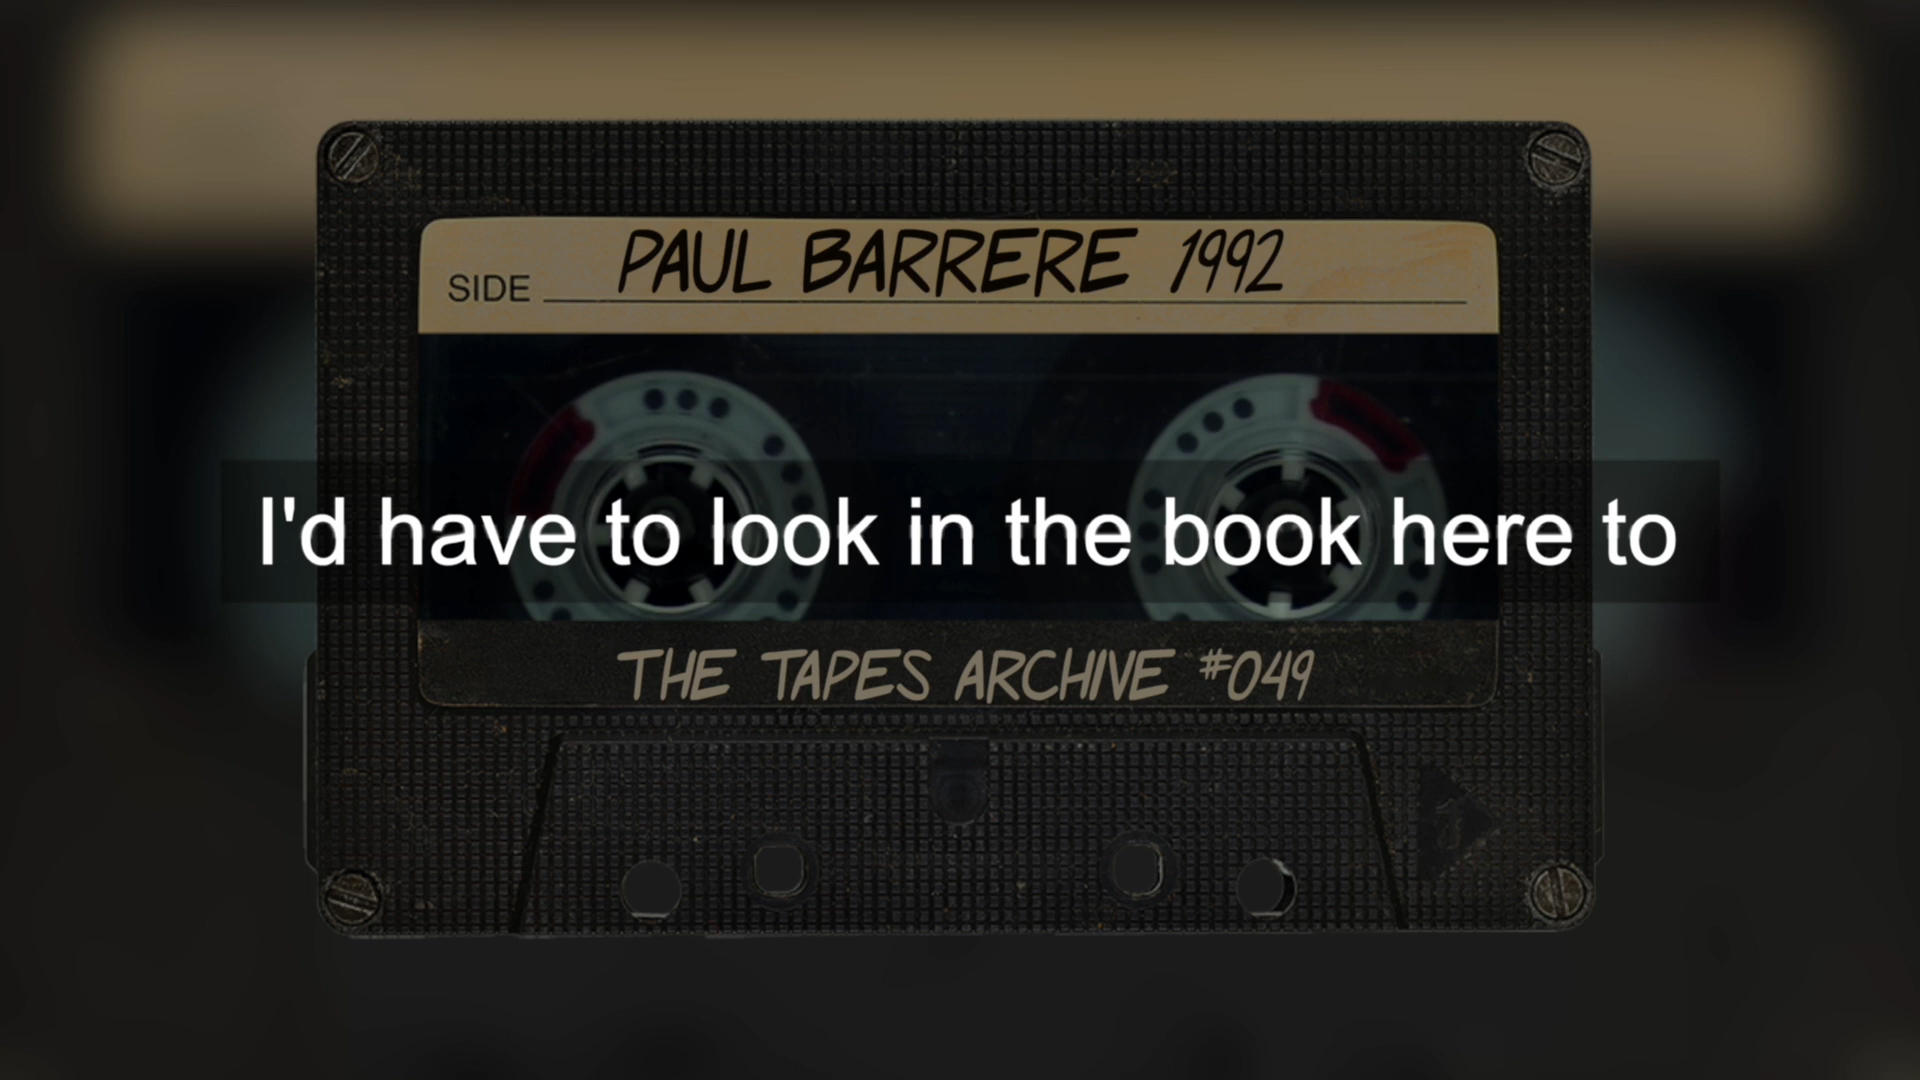 PAUL BARRERE 1992
SIDE
I'd have to look in the book here to
THE TAPES ARCHIVE #049